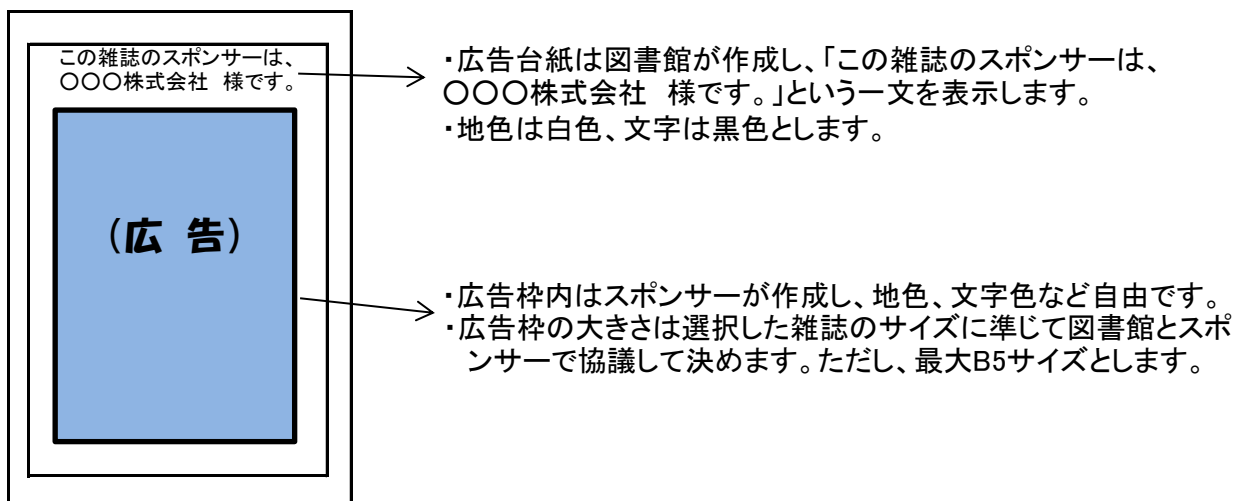 この雑誌のスポンサーは、
〇〇〇株式会社　様です。
(広 告)
・広告台紙は図書館が作成し、「この雑誌のスポンサーは、
〇〇〇株式会社　様です。」という一文を表示します。
・地色は白色、文字は黒色とします。
・広告枠内はスポンサーが作成し、地色、文字色など自由です。
・広告枠の大きさは選択した雑誌のサイズに準じて図書館とスポ
ンサーで協議して決めます。ただし、最大B5サイズとします。